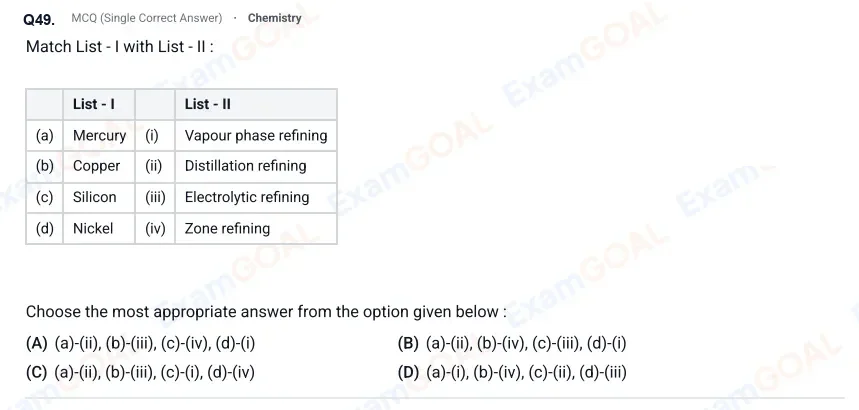 Q49. MCQ (Single Correct Answer) · Chemistry
Match List - I with List - II :
List - I List - II
(a) Mercury (i) Vapour phase refining
(b) Copper (ii) Distillation refining
(c) Silicon (iii) Electrolytic refining
(d) Nickel (iv) Zone refining
Choose the most appropriate answer from the option given below :
(A) (a)-(ii), (b)-(iii), (c)-(iv), (d)-(i) (B) (a)-(ii), (b)-(iv), (c)-(iii), (d)-(i)
(C) (a)-(ii), (b)-(iii), (c)-(i), (d)-(iv) (D) (a)-(i), (b)-(iv), (c)-(ii), (d)-(iii)
ExamGOAL